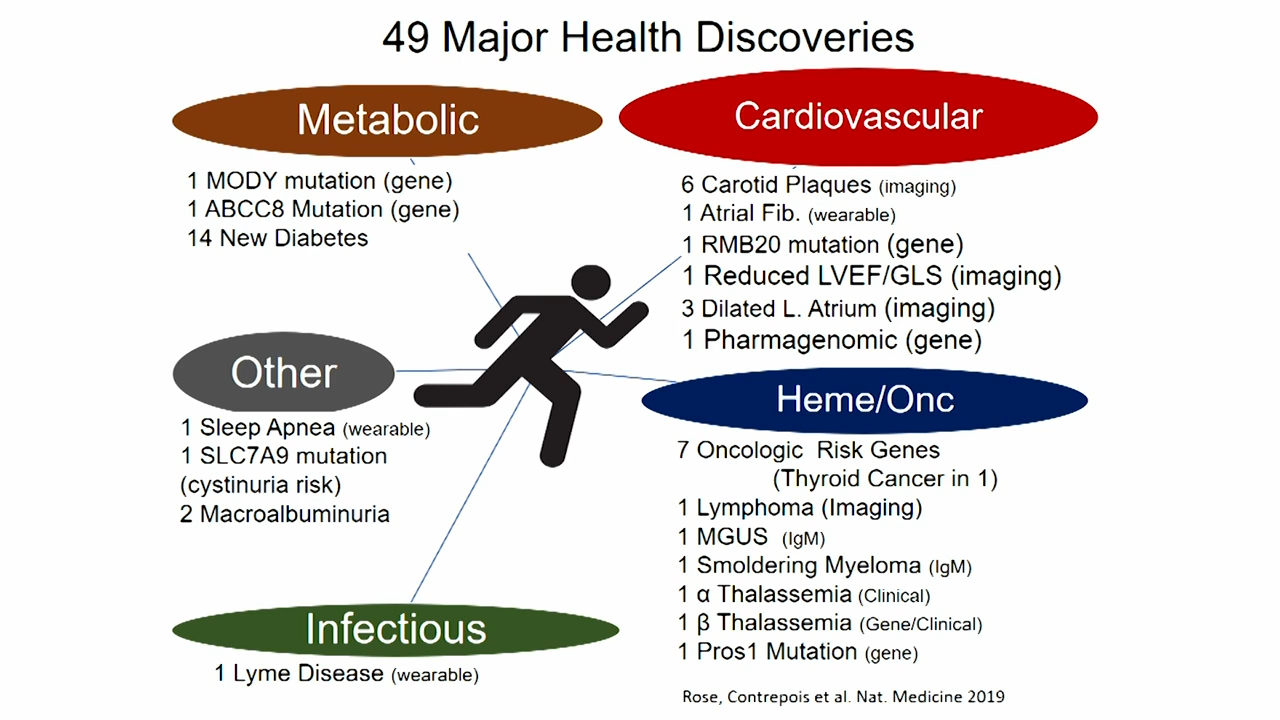 49 Major Health Discoveries
Metabolic
1 MODY mutation (gene)
1 ABCC8 Mutation (gene)
14 New Diabetes
Cardiovascular
6 Carotid Plaques (imaging)
1 Atrial Fib. (wearable)
1 RMB20 mutation (gene)
1 Reduced LVEF/GLS (imaging)
3 Dilated L. Atrium (imaging)
1 Pharmagenomic (gene)
Other
1 Sleep Apnea (wearable)
1 SLC7A9 mutation
(cystinuria risk)
2 Macroalbuminuria
Heme/Onc
7 Oncologic Risk Genes
(Thyroid Cancer in 1)
1 Lymphoma (Imaging)
1 MGUS (IgM)
1 Smoldering Myeloma (IgM)
1 α Thalassemia (Clinical)
1 β Thalassemia (Gene/Clinical)
1 Pros1 Mutation (gene)
Infectious
1 Lyme Disease (wearable)
Rose, Contrepois et al. Nat. Medicine 2019